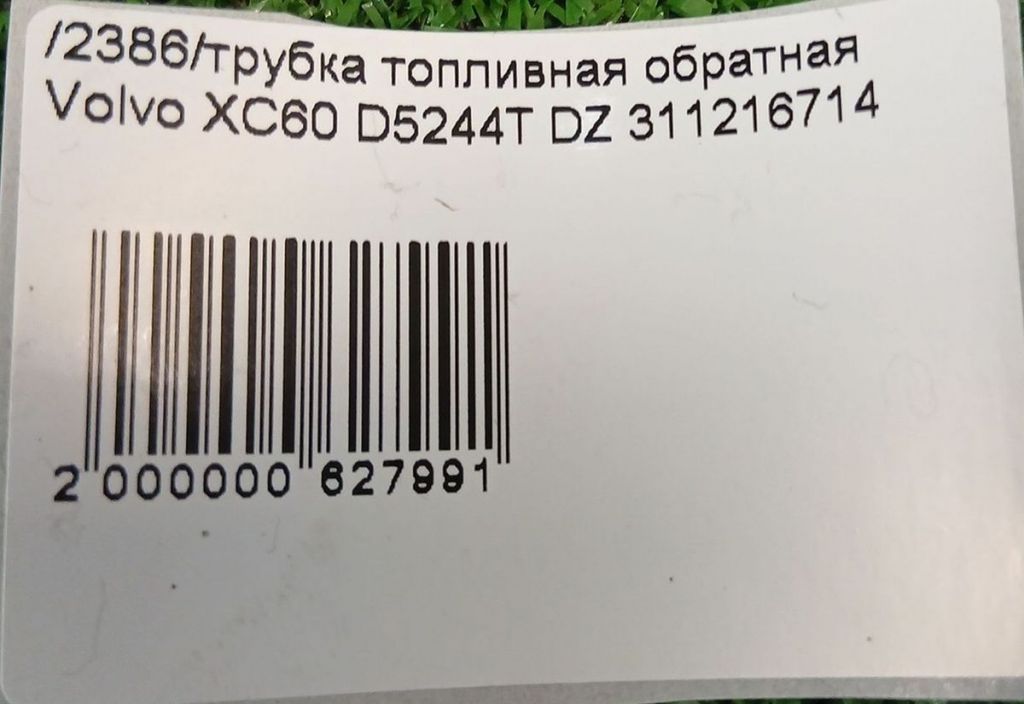 /2386/трубка топливная обратная
Volvo XC60 D5244T DZ 311216714
2 000000 627991